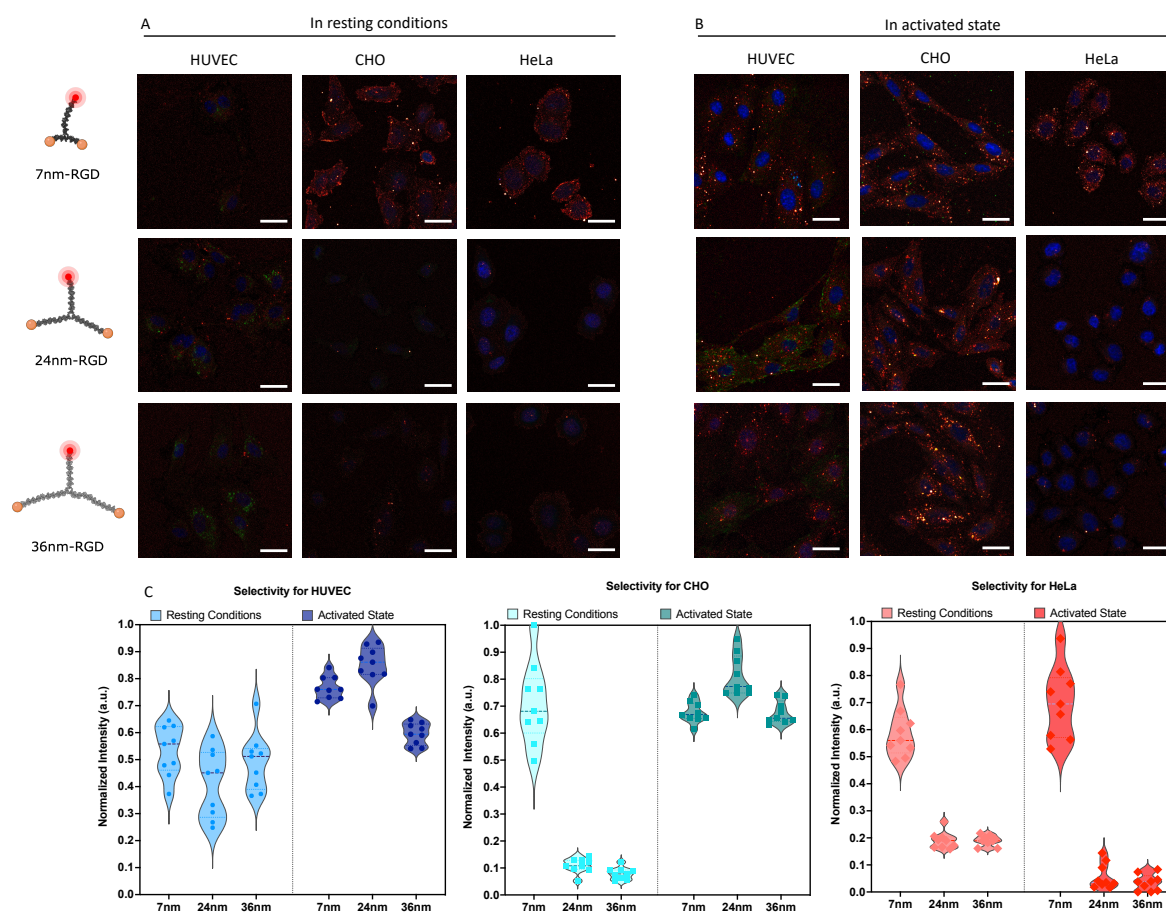 A
In resting conditions
B
In activated state
HUVEC
CHO
HeLa
HUVEC
CHO
HeLa
7nm-RGD
24nm-RGD
36nm-RGD
C
Selectivity for HUVEC
Resting Conditions
Activated State
Normalized Intensity (a.u.)
1.0
0.9
0.8
0.7
0.6
0.5
0.4
0.3
0.2
0.1
0.0
7nm 24nm 36nm 7nm 24nm 36nm
Selectivity for CHO
Resting Conditions
Activated State
Normalized Intensity (a.u.)
1.0
0.9
0.8
0.7
0.6
0.5
0.4
0.3
0.2
0.1
0.0
7nm 24nm 36nm 7nm 24nm 36nm
Selectivity for HeLa
Resting Conditions
Activated State
Normalized Intensity (a.u.)
1.0
0.9
0.8
0.7
0.6
0.5
0.4
0.3
0.2
0.1
0.0
7nm 24nm 36nm 7nm 24nm 36nm